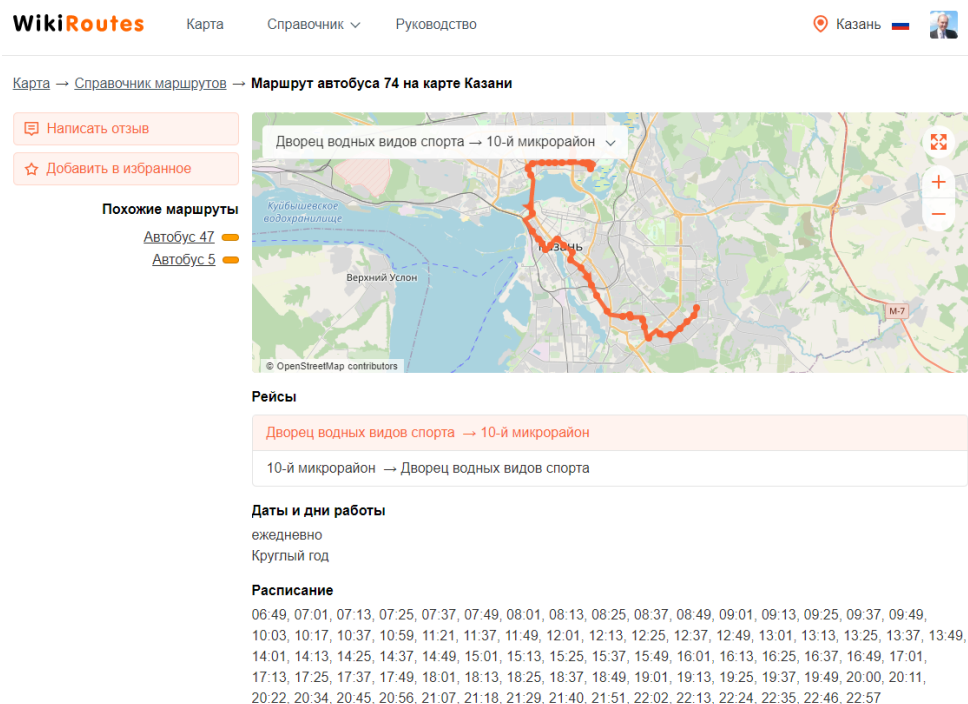 WikiRoutes
Карта
Справочник
Руководство
Казань
Карта → Справочник маршрутов → Маршрут автобуса 74 на карте Казани
Написать отзыв
Добавить в избранное
Похожие маршруты
Автобус 47
Автобус 5
Дворец водных видов спорта → 10-й микрорайон
Куйбышевское
водохранилище
Казань
Верхний Услон
М-7
© OpenStreetMap contributors
Рейсы
Дворец водных видов спорта → 10-й микрорайон
10-й микрорайон → Дворец водных видов спорта
Даты и дни работы
ежедневно
Круглый год
Расписание
06:49, 07:01, 07:13, 07:25, 07:37, 07:49, 08:01, 08:13, 08:25, 08:37, 08:49, 09:01, 09:13, 09:25, 09:37, 09:49,
10:03, 10:17, 10:37, 10:59, 11:21, 11:37, 11:49, 12:01, 12:13, 12:25, 12:37, 12:49, 13:01, 13:13, 13:25, 13:37, 13:49,
14:01, 14:13, 14:25, 14:37, 14:49, 15:01, 15:13, 15:25, 15:37, 15:49, 16:01, 16:13, 16:25, 16:37, 16:49, 17:01,
17:13, 17:25, 17:37, 17:49, 18:01, 18:13, 18:25, 18:37, 18:49, 19:01, 19:13, 19:25, 19:37, 19:49, 20:00, 20:11,
20:22, 20:34, 20:45, 20:56, 21:07, 21:18, 21:29, 21:40, 21:51, 22:02, 22:13, 22:24, 22:35, 22:46, 22:57